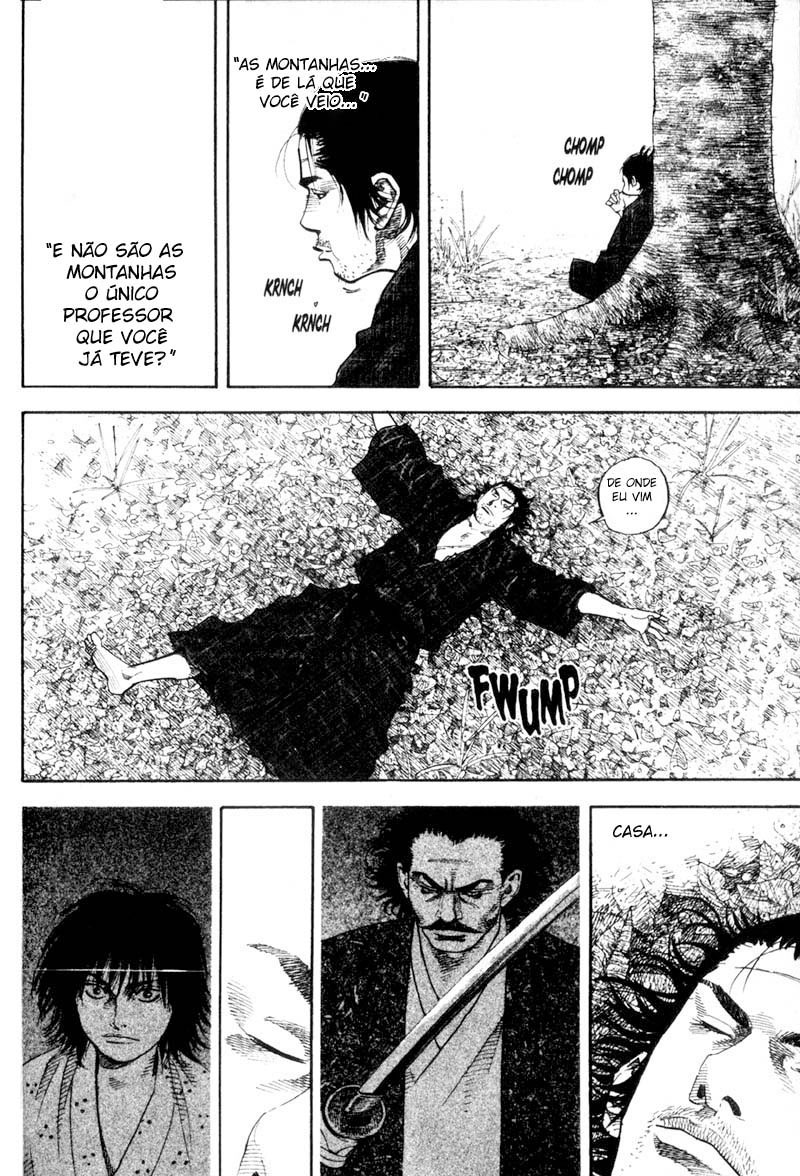 CHOMP
CHOMP
"AS MONTANHAS...
É DE LÁ QUE
VOCÊ VEIO..."
KRNCH
KRNCH
"E NÃO SÃO AS
MONTANHAS
O ÚNICO
PROFESSOR
QUE VOCÊ
JÁ TEVE?"
DE ONDE
EU VIM
...
FWUMP
CASA...